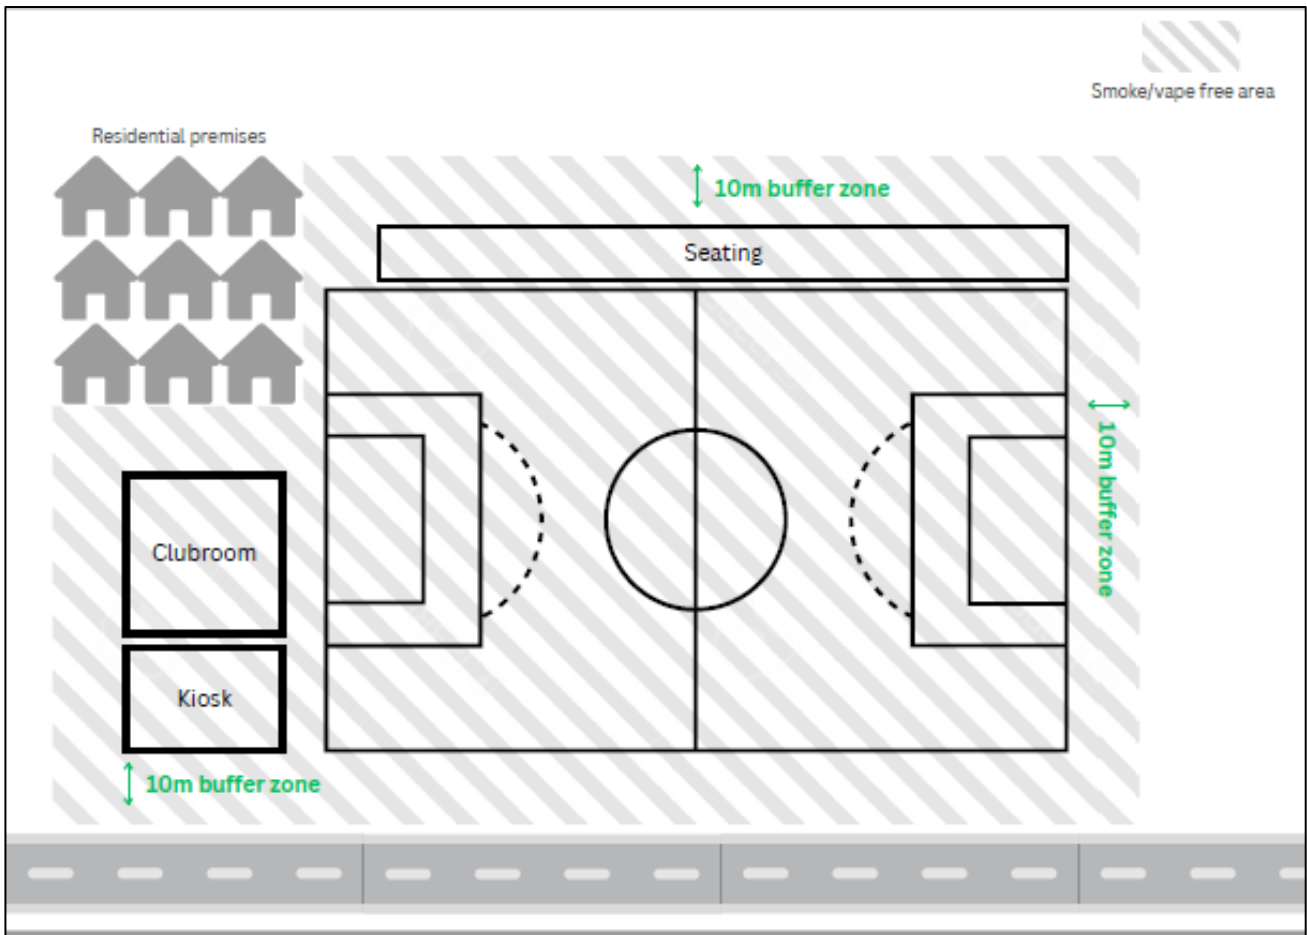 Smoke/vape free area
Residential premises
10m buffer zone
Seating
10m buffer zone
Clubroom
Kiosk
10m buffer zone